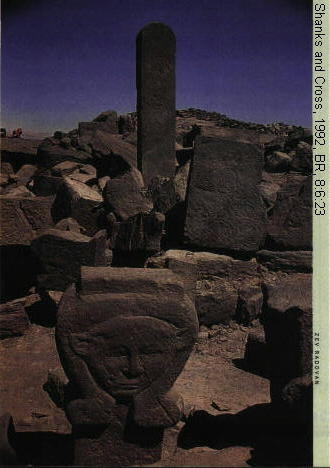 Shanks and Cross, 1992, BR, 8:6:23
ZEV RADOVAN